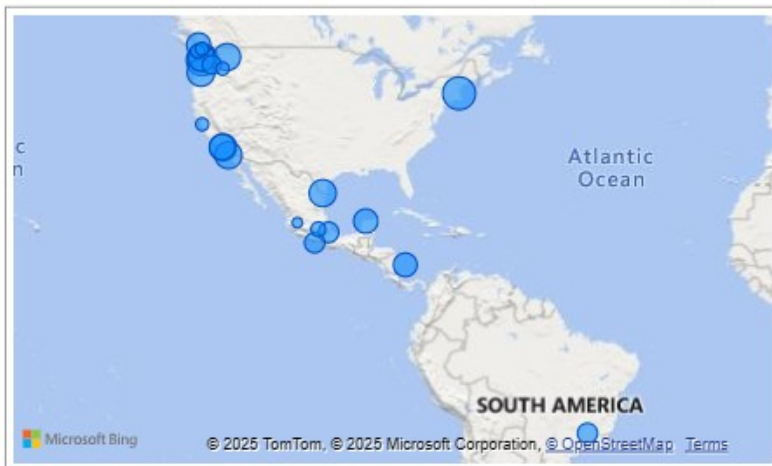 c
n
Atlantic
Ocean
SOUTH AMERICA
Microsoft Bing
© 2025 TomTom, © 2025 Microsoft Corporation, © OpenStreetMap Terms